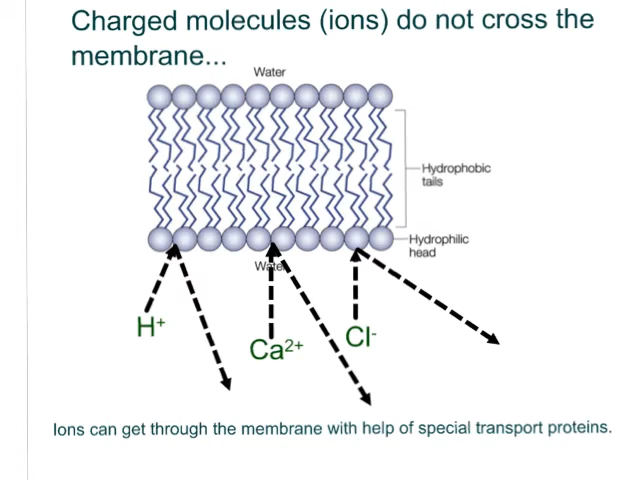 Charged molecules (ions) do not cross the
membrane...
Water
Hydrophobic
tails
Hydrophilic
head
Water
H+
Ca2+
Cl-
Ions can get through the membrane with help of special transport proteins.